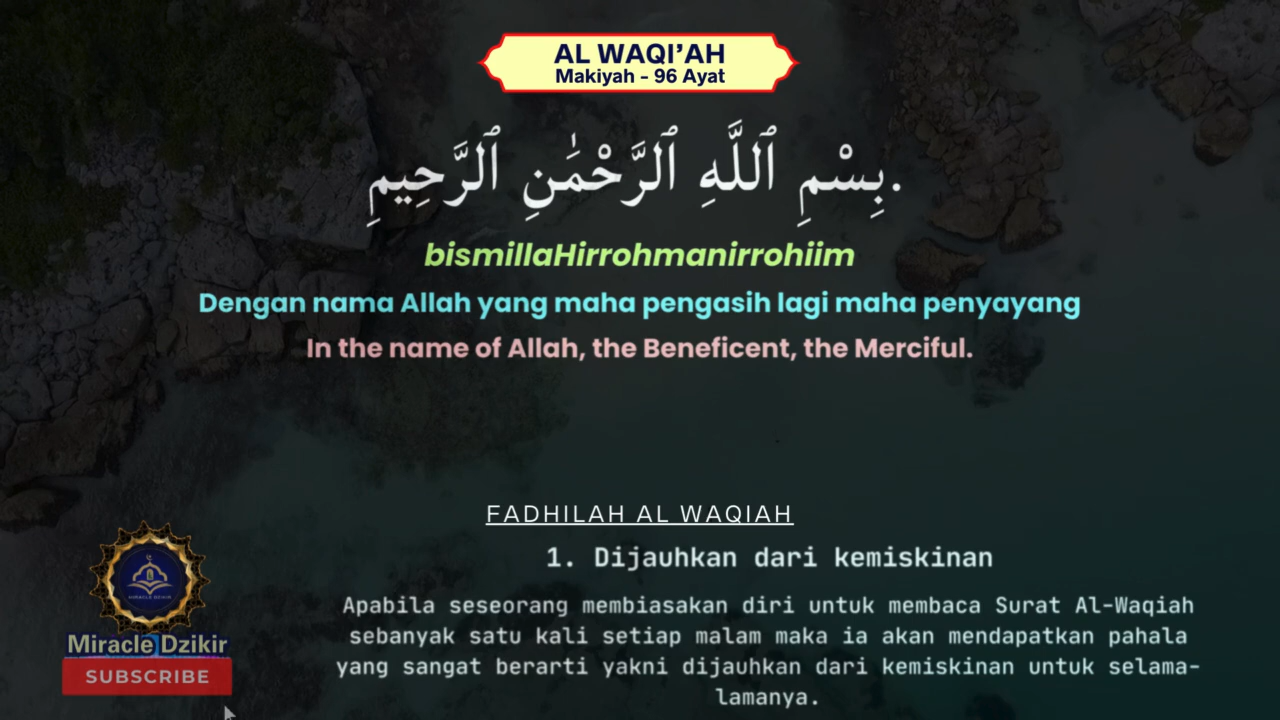 AL WAQI'AH
Makiyah - 96 Ayat
بِسْمِ ٱللَّهِ ٱلرَّحْمَٰنِ ٱلرَّحِيمِ.
bismillaHirrohmanirrohiim
Dengan nama Allah yang maha pengasih lagi maha penyayang
In the name of Allah, the Beneficent, the Merciful.
FADHILAH AL WAQIAH
1. Dijauhkan dari kemiskinan
Apabila seseorang membiasakan diri untuk membaca Surat Al-Waqiah
sebanyak satu kali setiap malam maka ia akan mendapatkan pahala
yang sangat berarti yakni dijauhkan dari kemiskinan untuk selama-
lamanya.
MIRACLE DZIKIR
Miracle Dzikir
SUBSCRIBE